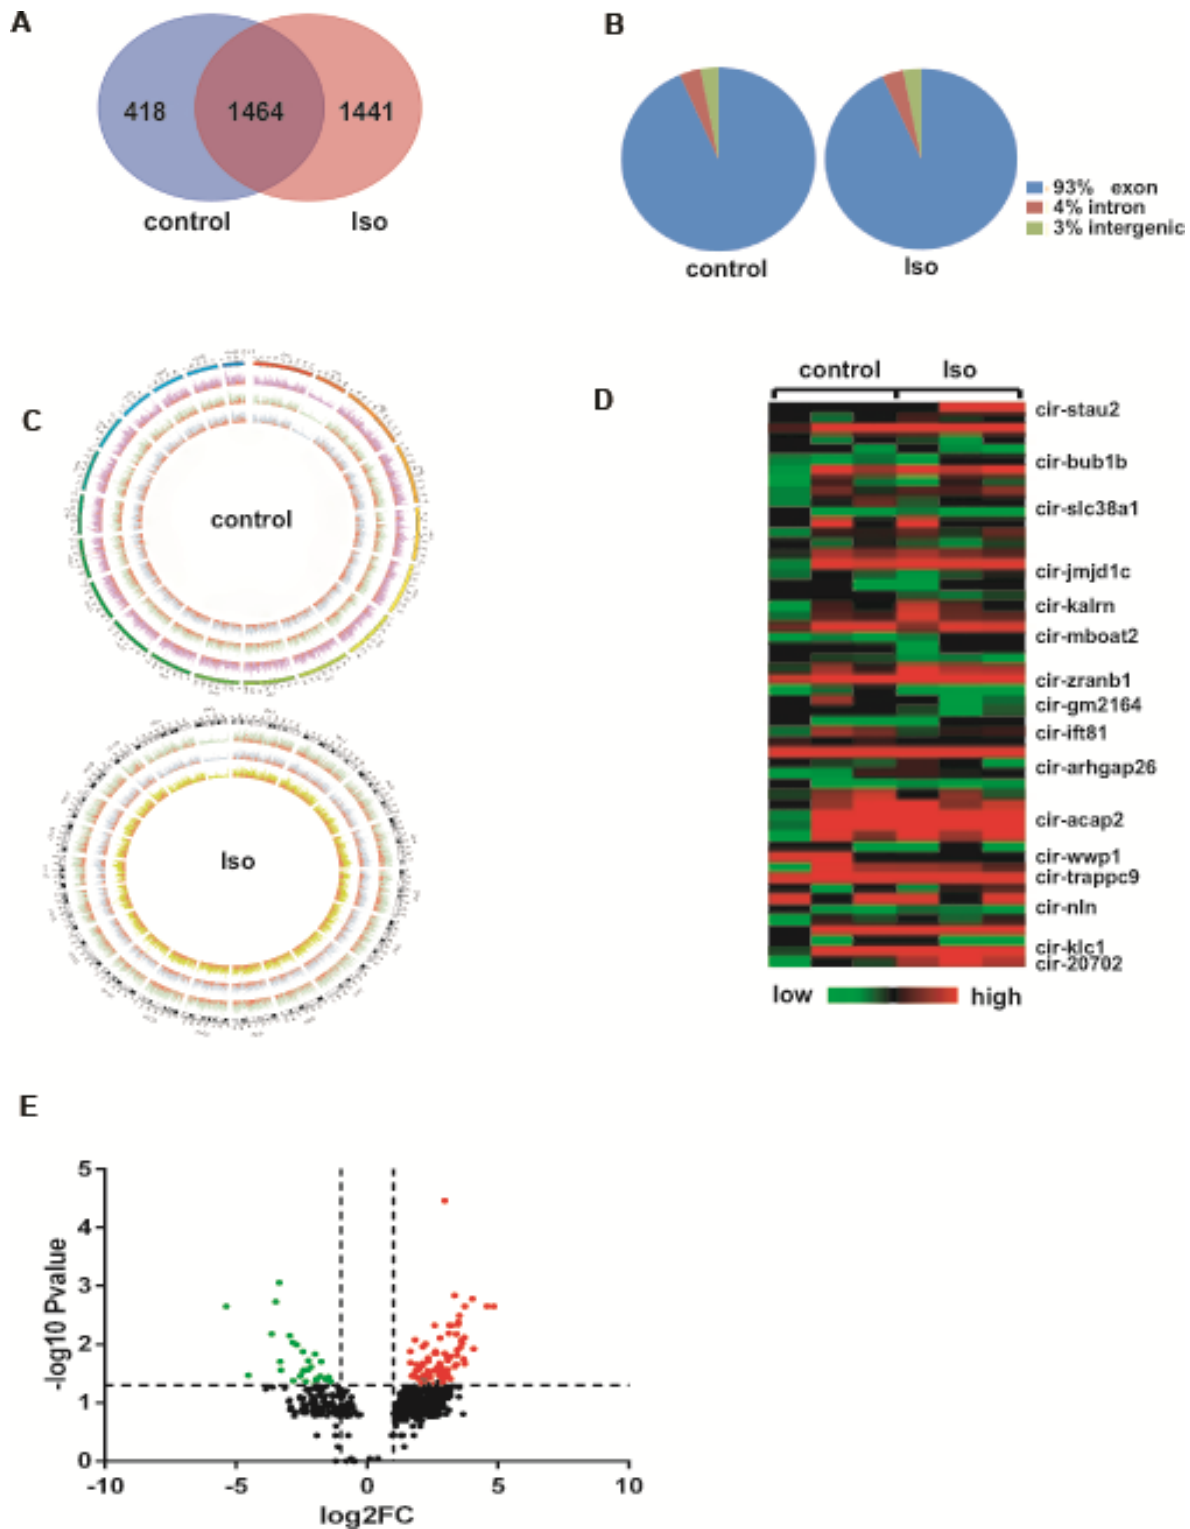 A
418 1464 1441
control Iso
B
93% exon
4% intron
3% intergenic
control Iso
C
control
Iso
D
control Iso
cir-stau2
cir-bub1b
cir-slc38a1
cir-jmjd1c
cir-kalrn
cir-mboat2
cir-zranb1
cir-gm2164
cir-ift81
cir-arhgap26
cir-acap2
cir-wwp1
cir-trappc9
cir-nln
cir-klc1
cir-20702
low high
E
-log10 Pvalue
5
4
3
2
1
0
-10 -5 0 5 10
log2FC